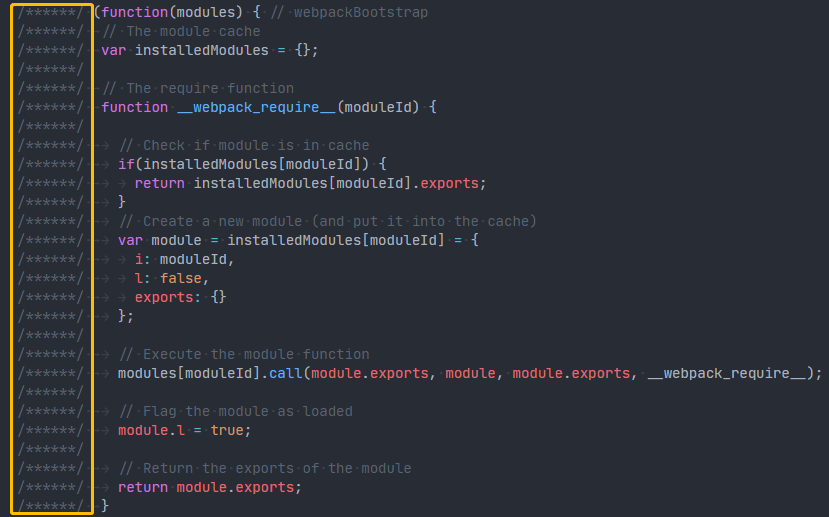 /******/ (function(modules) { // webpackBootstrap
/******/ // The module cache
/******/ var installedModules = {};
/******/
/******/ // The require function
/******/ function __webpack_require__(moduleId) {
/******/
/******/ // Check if module is in cache
/******/ if(installedModules[moduleId]) {
/******/ return installedModules[moduleId].exports;
/******/ }
/******/ // Create a new module (and put it into the cache)
/******/ var module = installedModules[moduleId] = {
/******/ i: moduleId,
/******/ l: false,
/******/ exports: {}
/******/ };
/******/
/******/ // Execute the module function
/******/ modules[moduleId].call(module.exports, module, module.exports, __webpack_require__);
/******/
/******/ // Flag the module as loaded
/******/ module.l = true;
/******/
/******/ // Return the exports of the module
/******/ return module.exports;
/******/ }